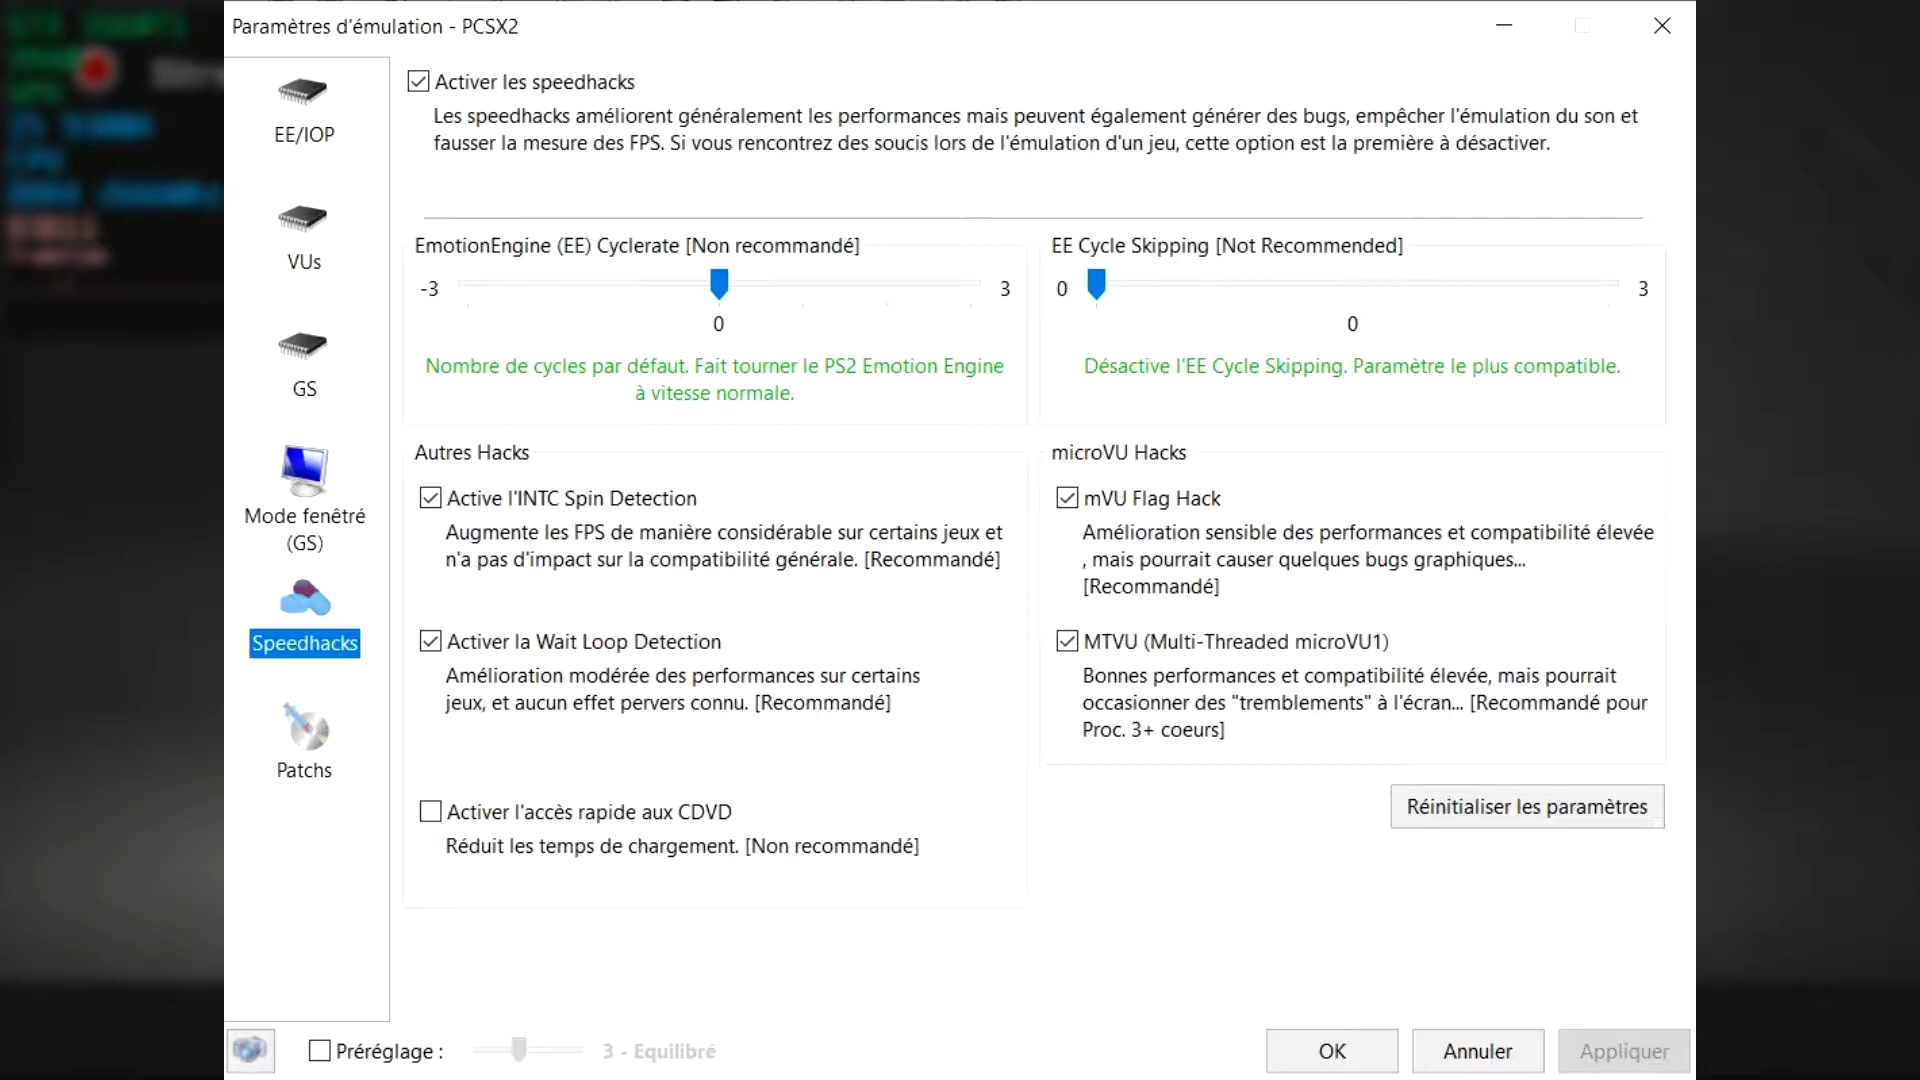 Paramètres d'émulation - PCSX2
EE/IOP
VUs
GS
Mode fenêtré
(GS)
Speedhacks
Patchs
Activer les speedhacks
Les speedhacks améliorent généralement les performances mais peuvent également générer des bugs, empêcher l'émulation du son et
fausser la mesure des FPS. Si vous rencontrez des soucis lors de l'émulation d'un jeu, cette option est la première à désactiver.
EmotionEngine (EE) Cyclerate [Non recommandé]
-3
3
0
Nombre de cycles par défaut. Fait tourner le PS2 Emotion Engine
à vitesse normale.
EE Cycle Skipping [Not Recommended]
0
3
0
Désactive l'EE Cycle Skipping. Paramètre le plus compatible.
Autres Hacks
Active l'INTC Spin Detection
Augmente les FPS de manière considérable sur certains jeux et
n'a pas d'impact sur la compatibilité générale. [Recommandé]
Activer la Wait Loop Detection
Amélioration modérée des performances sur certains
jeux, et aucun effet pervers connu. [Recommandé]
Activer l'accès rapide aux CDVD
Réduit les temps de chargement. [Non recommandé]
microVU Hacks
mVU Flag Hack
Amélioration sensible des performances et compatibilité élevée
, mais pourrait causer quelques bugs graphiques...
[Recommandé]
MTVU (Multi-Threaded microVU1)
Bonnes performances et compatibilité élevée, mais pourrait
occasionner des "tremblements" à l'écran... [Recommandé pour
Proc. 3+ coeurs]
Réinitialiser les paramètres
Préréglage :
3 - Equilibré
OK
Annuler
Appliquer